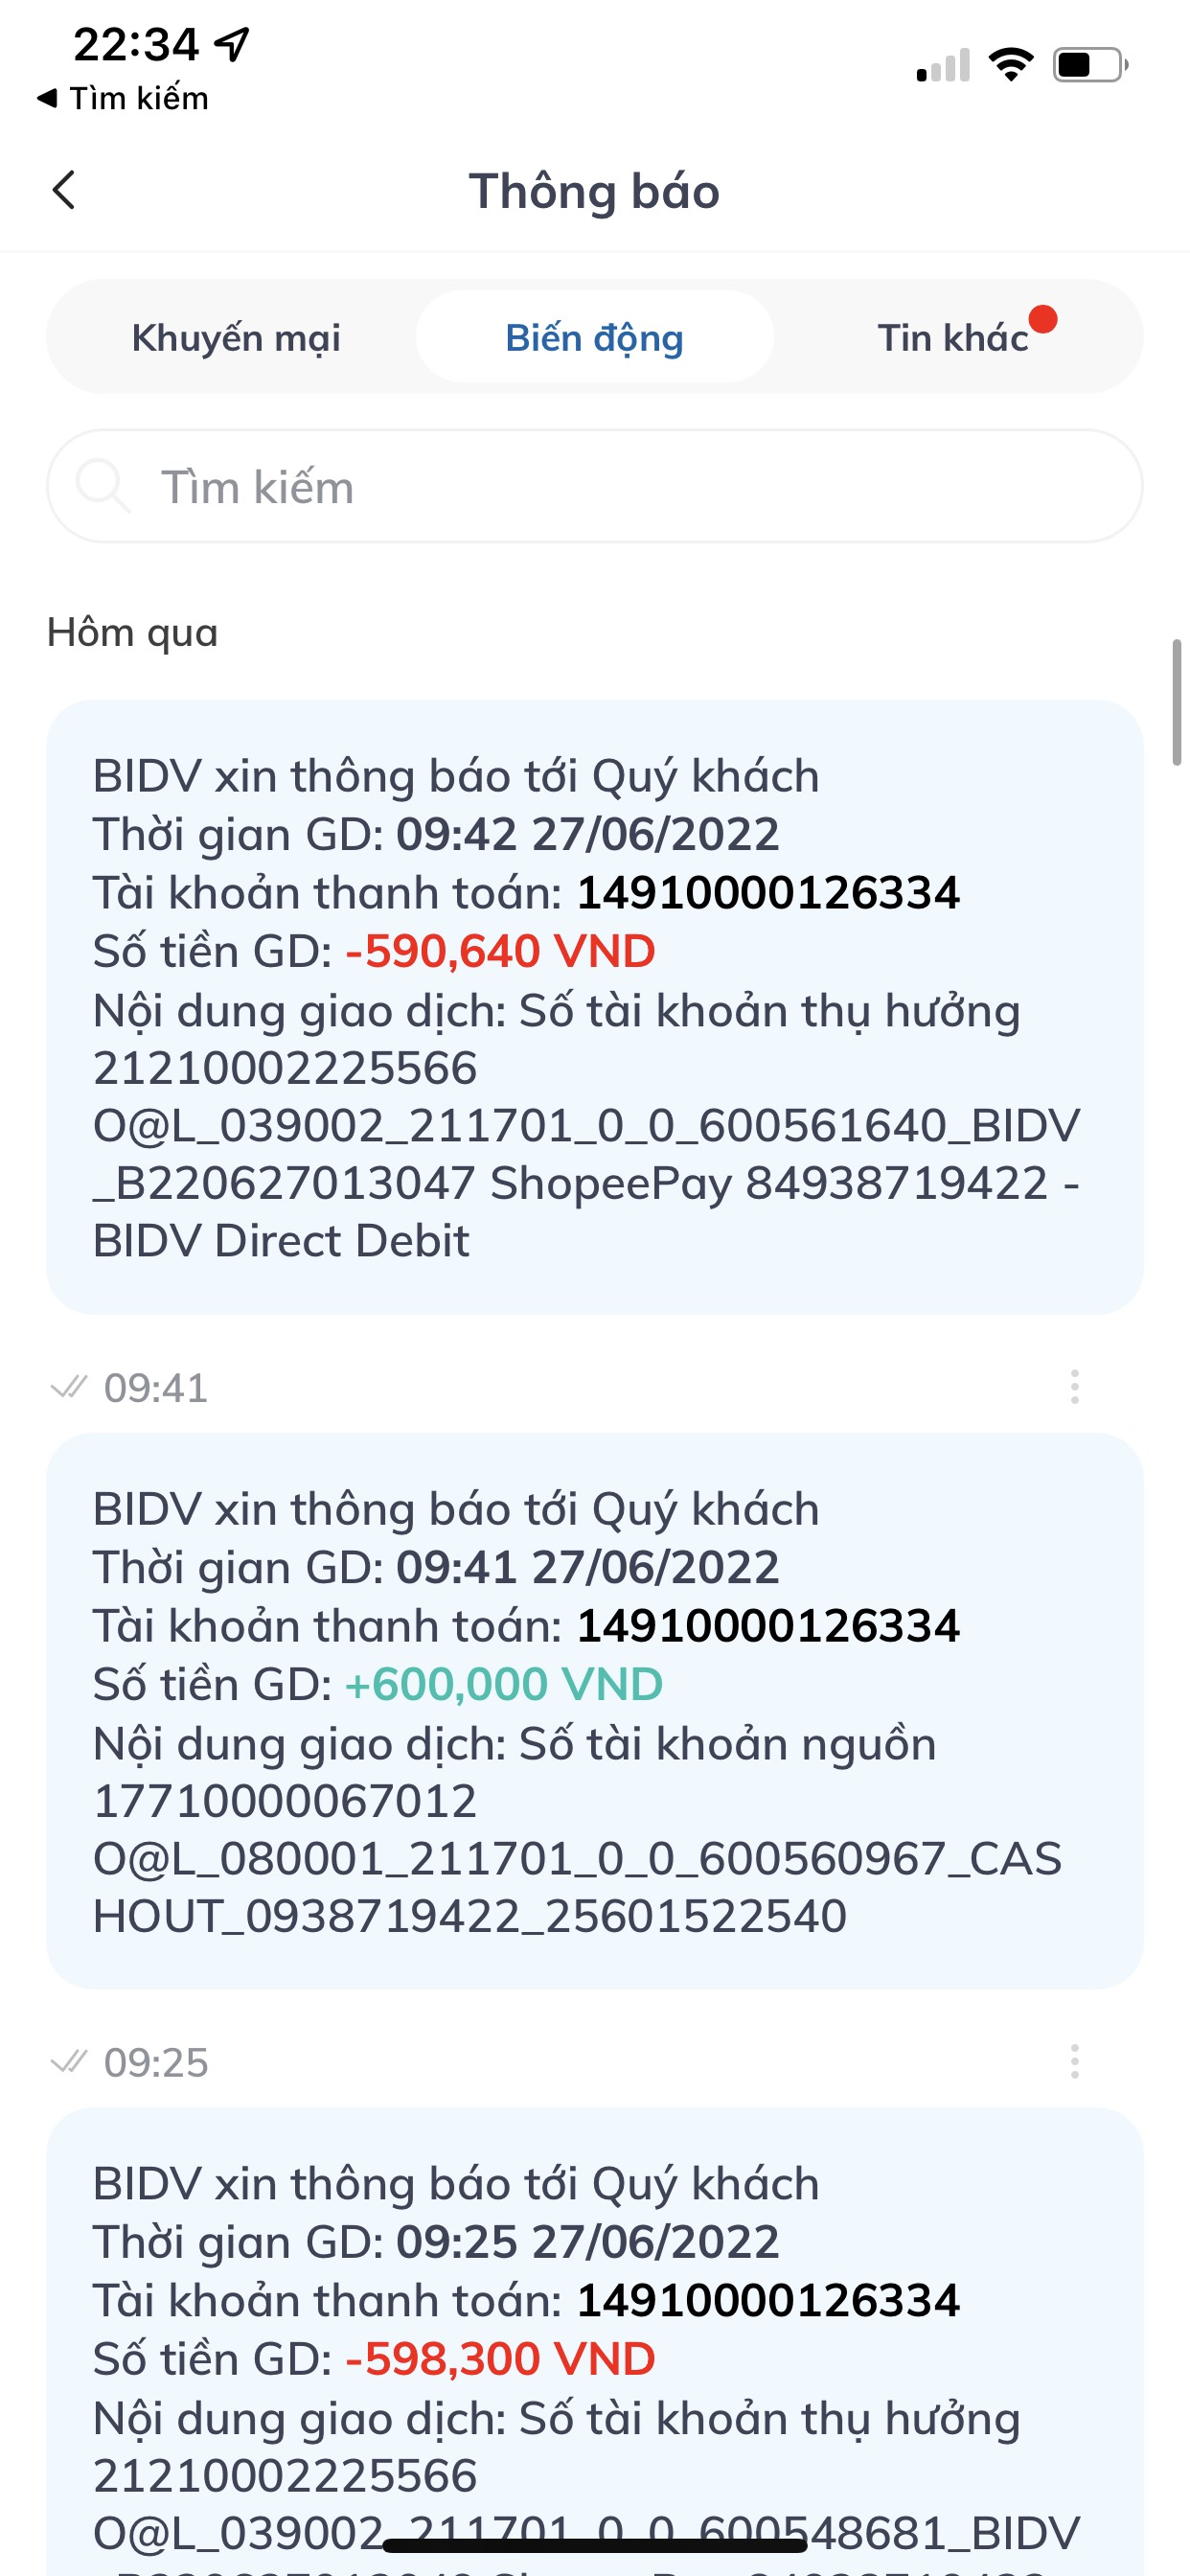 22:34
Tìm kiếm
Thông báo
Khuyến mại
Biến động
Tin khác
Tìm kiếm
Hôm qua
BIDV xin thông báo tới Quý khách
Thời gian GD: 09:42 27/06/2022
Tài khoản thanh toán: 14910000126334
Số tiền GD: -590,640 VND
Nội dung giao dịch: Số tài khoản thụ hưởng
21210002225566
O@L_039002_211701_0_0_600561640_BIDV
_B220627013047 ShopeePay 84938719422 -
BIDV Direct Debit
09:41
BIDV xin thông báo tới Quý khách
Thời gian GD: 09:41 27/06/2022
Tài khoản thanh toán: 14910000126334
Số tiền GD: +600,000 VND
Nội dung giao dịch: Số tài khoản nguồn
17710000067012
O@L_080001_211701_0_0_600560967_CAS
HOUT_0938719422_25601522540
09:25
BIDV xin thông báo tới Quý khách
Thời gian GD: 09:25 27/06/2022
Tài khoản thanh toán: 14910000126334
Số tiền GD: -598,300 VND
Nội dung giao dịch: Số tài khoản thụ hưởng
21210002225566
O@L_039002_211701_0_0_600548681_BIDV